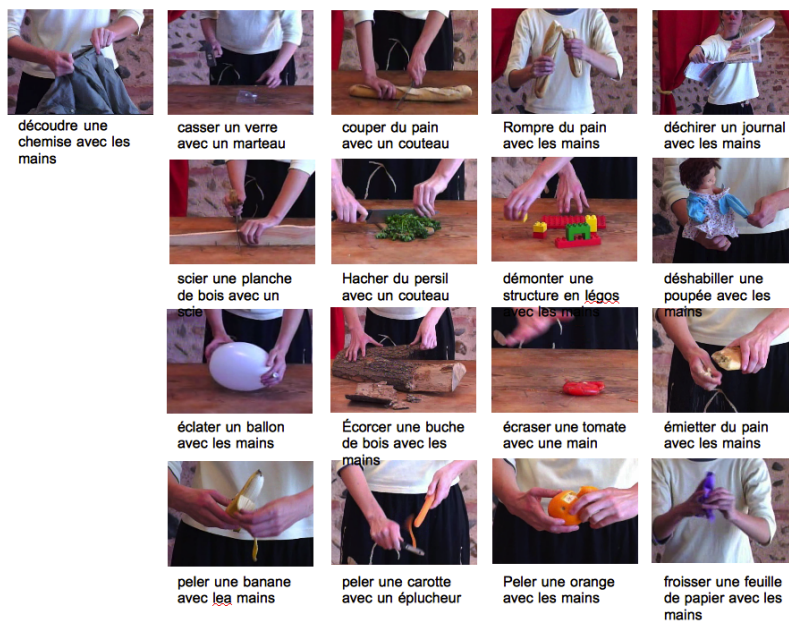 découdre une
chemise avec les
mains
casser un verre
avec un marteau
couper du pain
avec un couteau
Rompre du pain
avec les mains
déchirer un journal
avec les mains
scier une planche
de bois avec un
scie
Hacher du persil
avec un couteau
démonter une
structure en légos
avec les mains
déshabiller une
poupée avec les
mains
éclater un ballon
avec les mains
Écorcer une buche
de bois avec les
mains
écraser une tomate
avec une main
émietter du pain
avec les mains
peler une banane
avec lea mains
peler une carotte
avec un éplucheur
Peler une orange
avec les mains
froisser une feuille
de papier avec les
mains